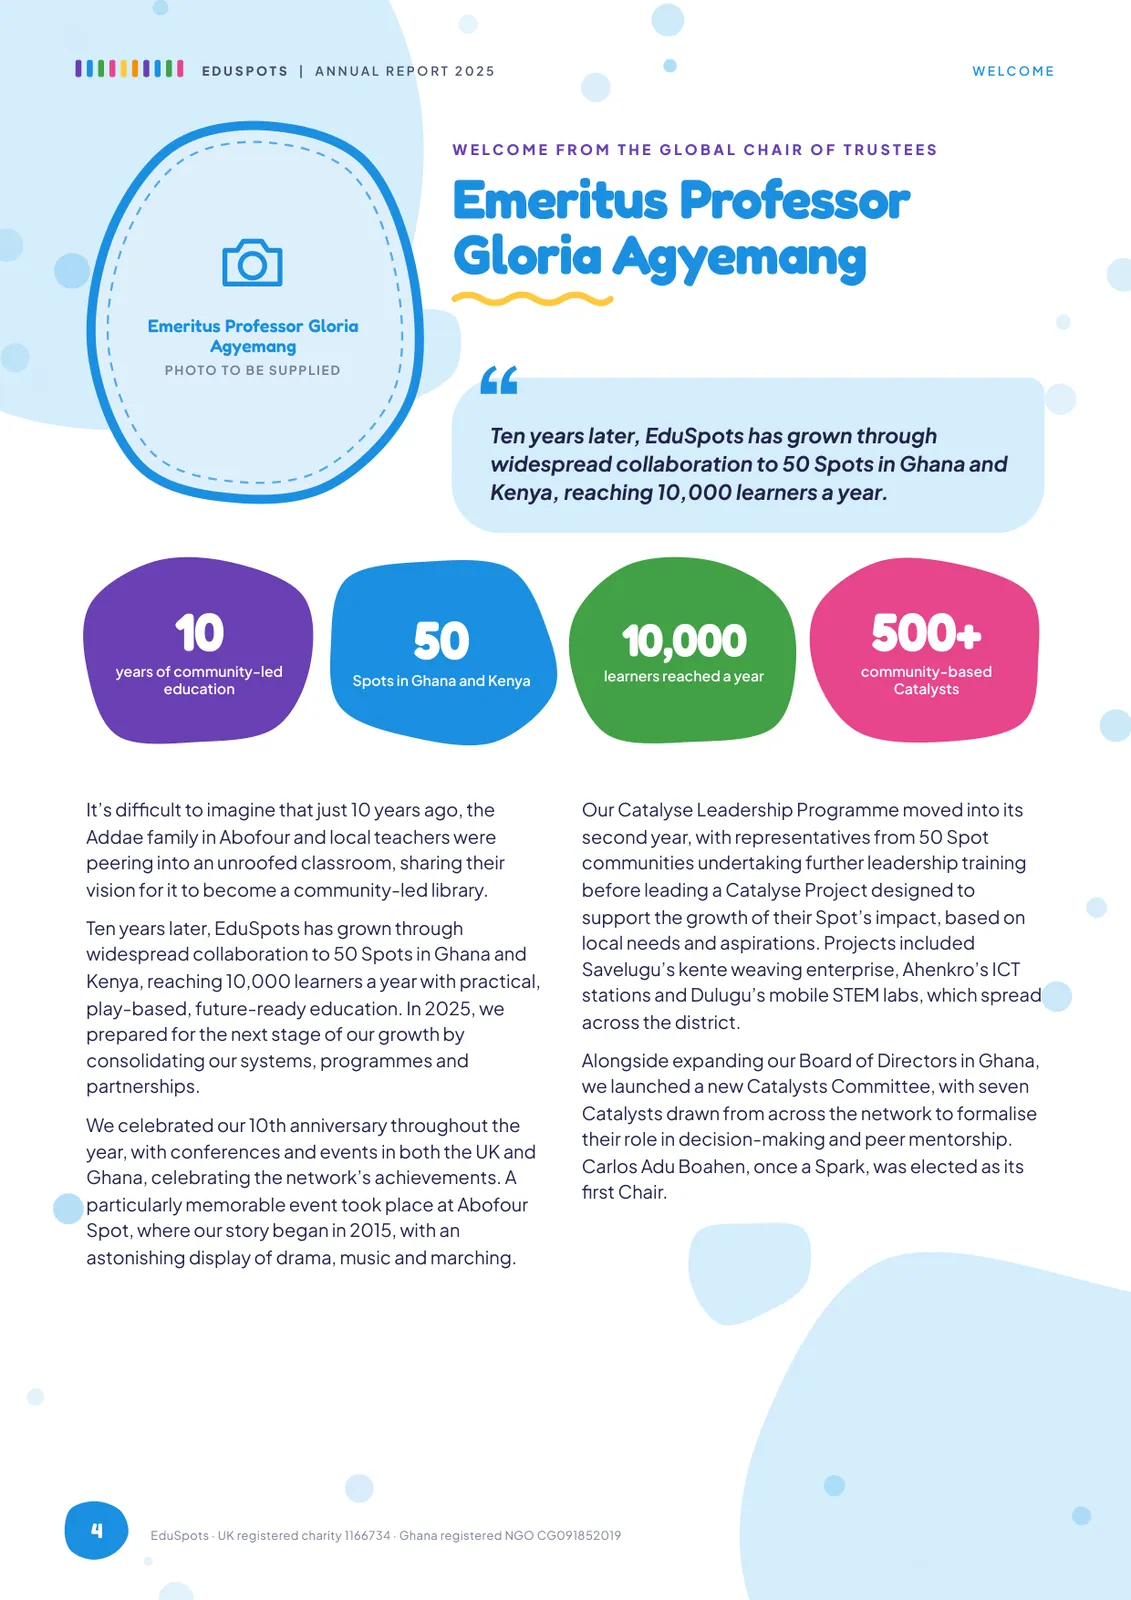 EDUSPOTS | ANNUAL REPORT 2025
WELCOME
Emeritus Professor Gloria
Agyemang
PHOTO TO BE SUPPLIED
WELCOME FROM THE GLOBAL CHAIR OF TRUSTEES
Emeritus Professor
Gloria Agyemang
“
Ten years later, EduSpots has grown through
widespread collaboration to 50 Spots in Ghana and
Kenya, reaching 10,000 learners a year.
10
years of community-led
education
50
Spots in Ghana and Kenya
10,000
learners reached a year
500+
community-based
Catalysts
It’s difficult to imagine that just 10 years ago, the
Addae family in Abofour and local teachers were
peering into an unroofed classroom, sharing their
vision for it to become a community-led library.
Ten years later, EduSpots has grown through
widespread collaboration to 50 Spots in Ghana and
Kenya, reaching 10,000 learners a year with practical,
play-based, future-ready education. In 2025, we
prepared for the next stage of our growth by
consolidating our systems, programmes and
partnerships.
We celebrated our 10th anniversary throughout the
year, with conferences and events in both the UK and
Ghana, celebrating the network’s achievements. A
particularly memorable event took place at Abofour
Spot, where our story began in 2015, with an
astonishing display of drama, music and marching.
Our Catalyse Leadership Programme moved into its
second year, with representatives from 50 Spot
communities undertaking further leadership training
before leading a Catalyse Project designed to
support the growth of their Spot’s impact, based on
local needs and aspirations. Projects included
Savelugu’s kente weaving enterprise, Ahenkro’s ICT
stations and Dulugu’s mobile STEM labs, which spread
across the district.
Alongside expanding our Board of Directors in Ghana,
we launched a new Catalysts Committee, with seven
Catalysts drawn from across the network to formalise
their role in decision-making and peer mentorship.
Carlos Adu Boahen, once a Spark, was elected as its
first Chair.
4
EduSpots · UK registered charity 1166734 · Ghana registered NGO CG091852019